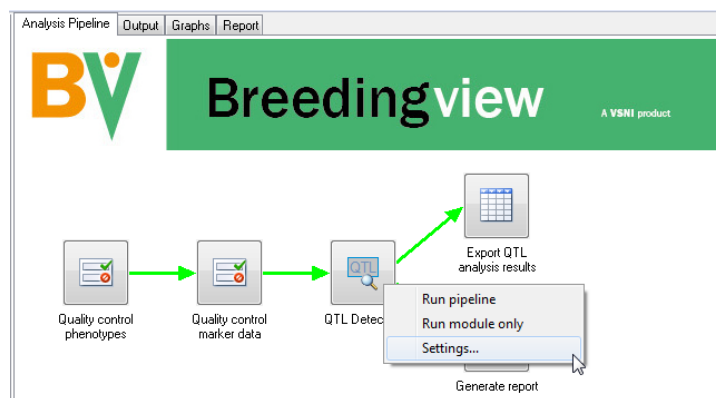 Analysis Pipeline Output Graphs Report
BV
Breedingview
A VSNI product
Export QTL
analysis results
QTL
Quality control
phenotypes
Quality control
marker data
QTL Detec
Run pipeline
Run module only
Settings...
Generate report